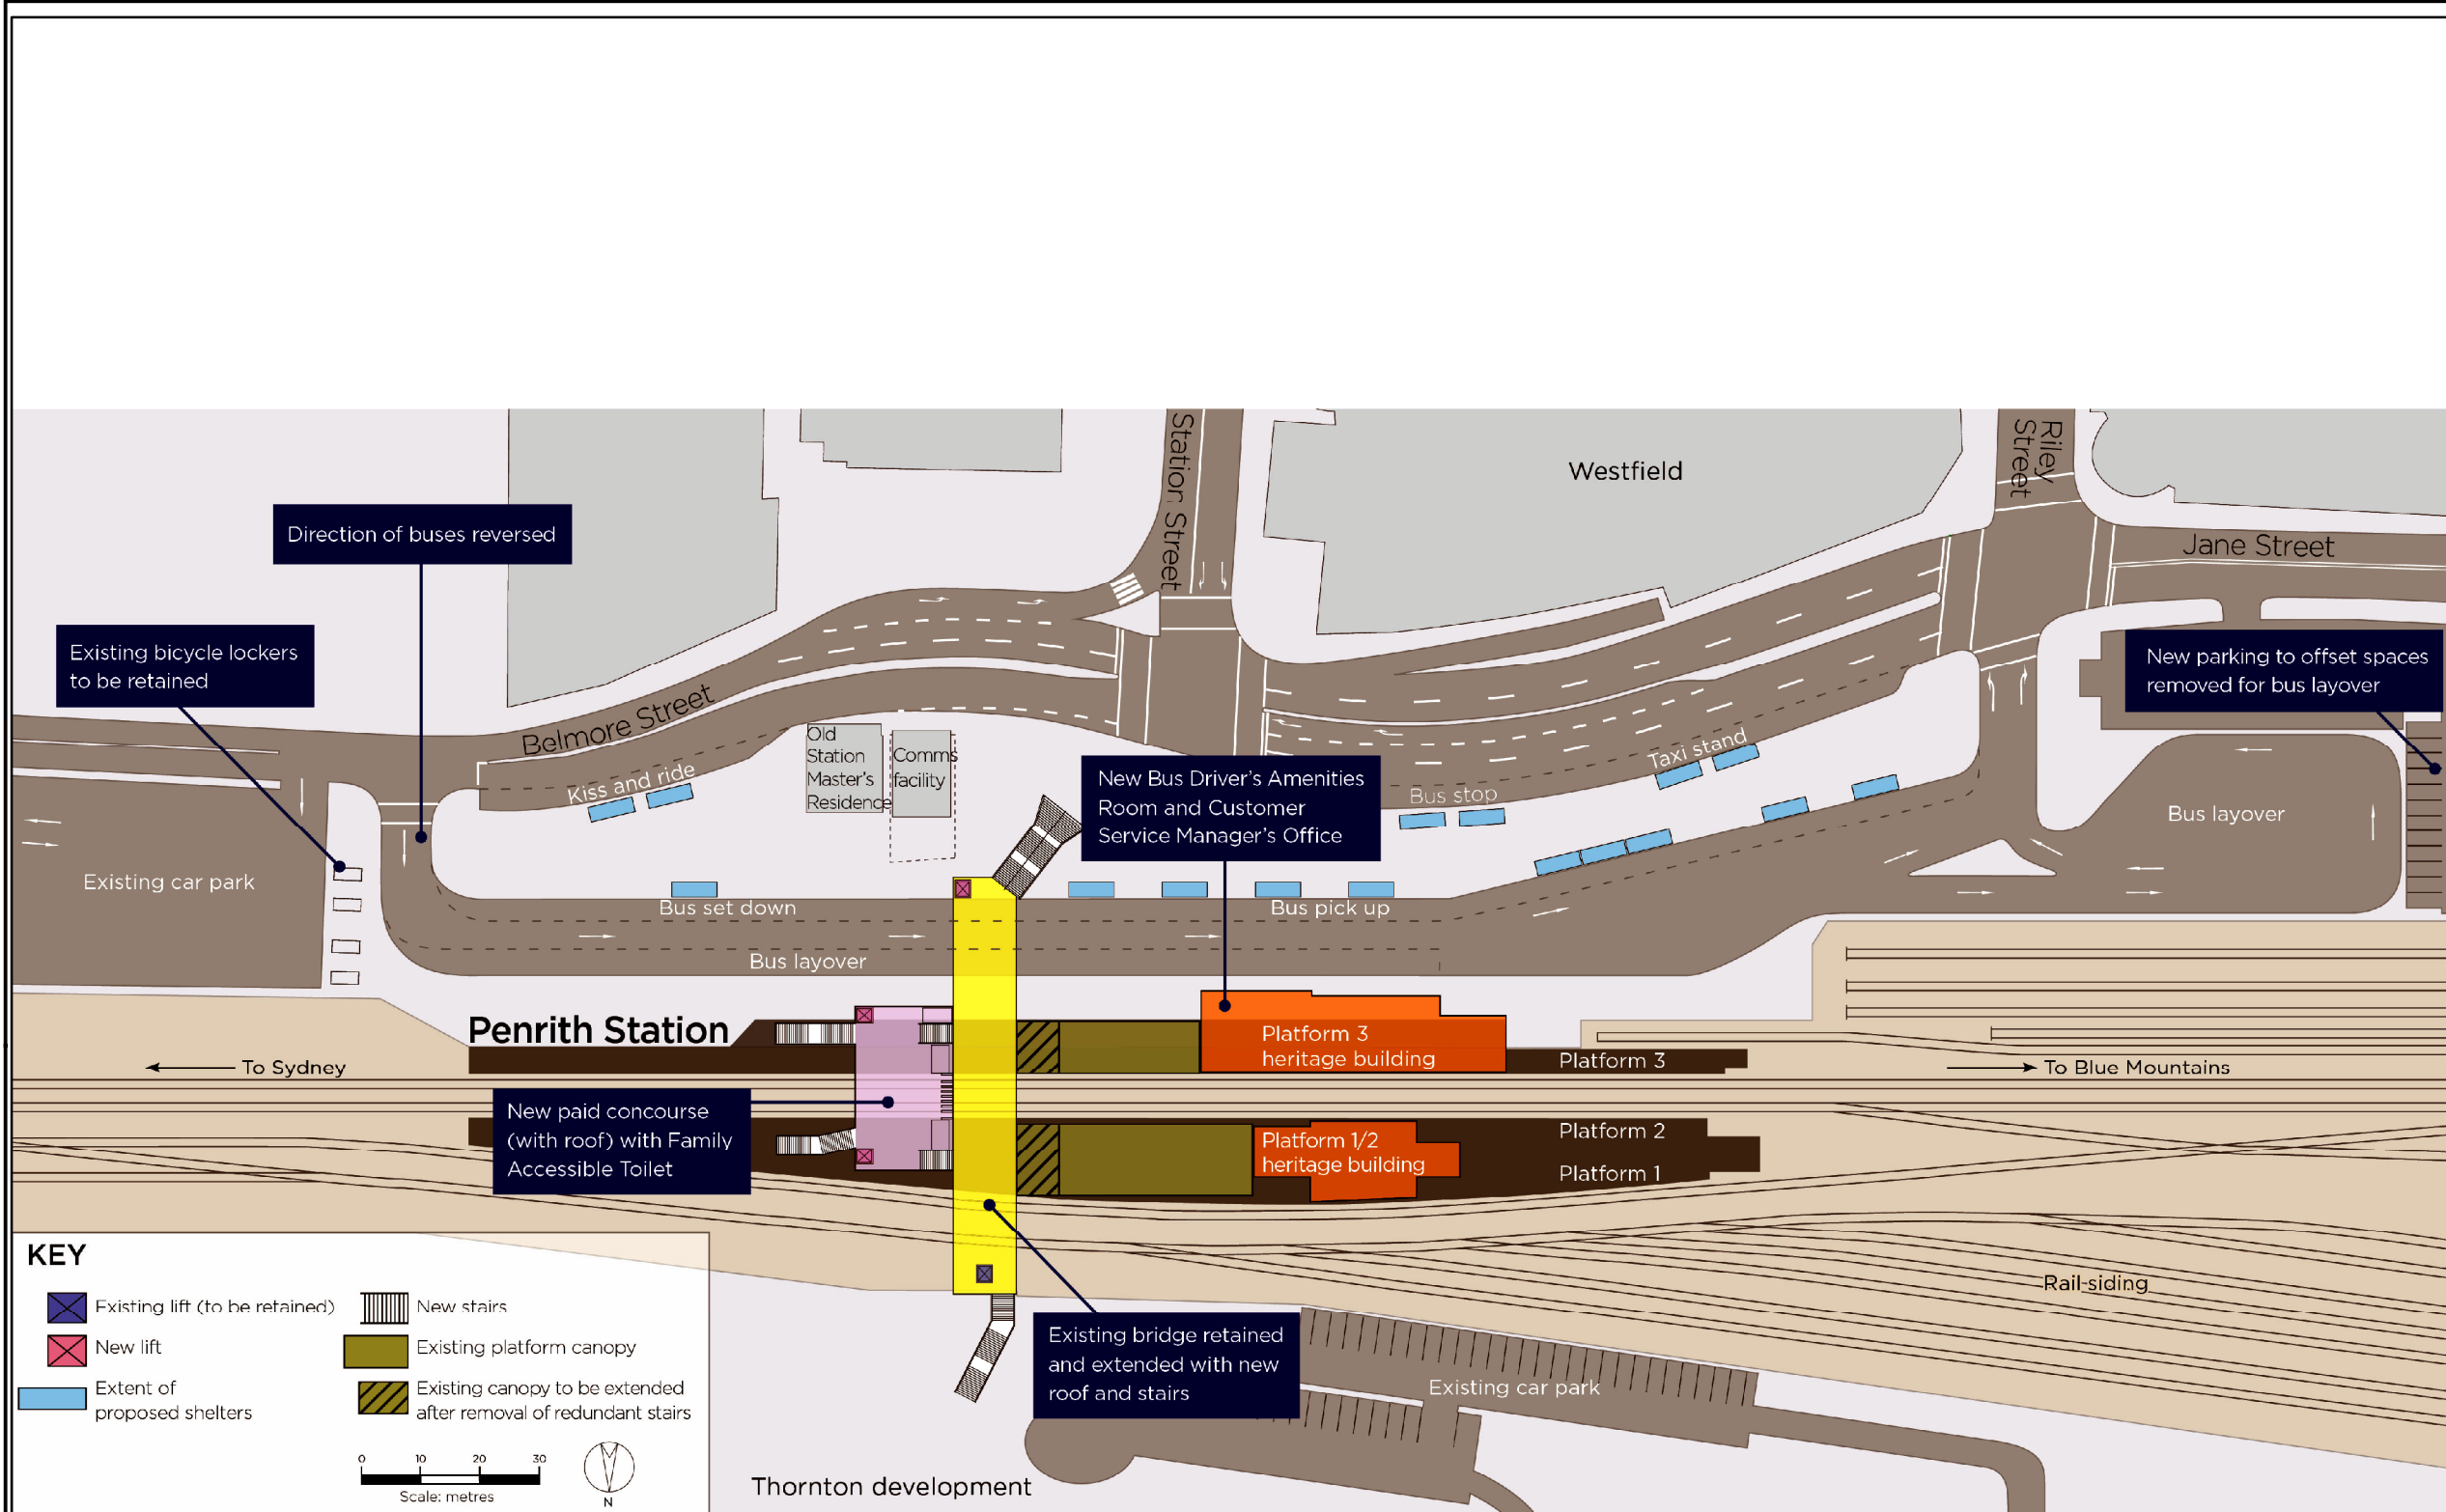 Station Street
Westfield
Riley
Street
Jane Street
Direction of buses reversed
Existing bicycle lockers
to be retained
New parking to offset spaces
removed for bus layover
Belmore Street
Kiss and ride
Old
Station
Master's
Residence
Comms
facility
New Bus Driver's Amenities
Room and Customer
Service Manager's Office
Bus stop
Taxi stand
Bus layover
Existing car park
Bus set down
Bus pick up
Bus layover
Penrith Station
Platform 3
heritage building
Platform 3
To Sydney
To Blue Mountains
New paid concourse
(with roof) with Family
Accessible Toilet
Platform 1/2
heritage building
Platform 2
Platform 1
Rail siding
KEY
Existing lift (to be retained)
New lift
Extent of
proposed shelters
New stairs
Existing platform canopy
Existing canopy to be extended
after removal of redundant stairs
0 10 20 30
Scale: metres
N
Existing bridge retained
and extended with new
roof and stairs
Existing car park
Thornton development